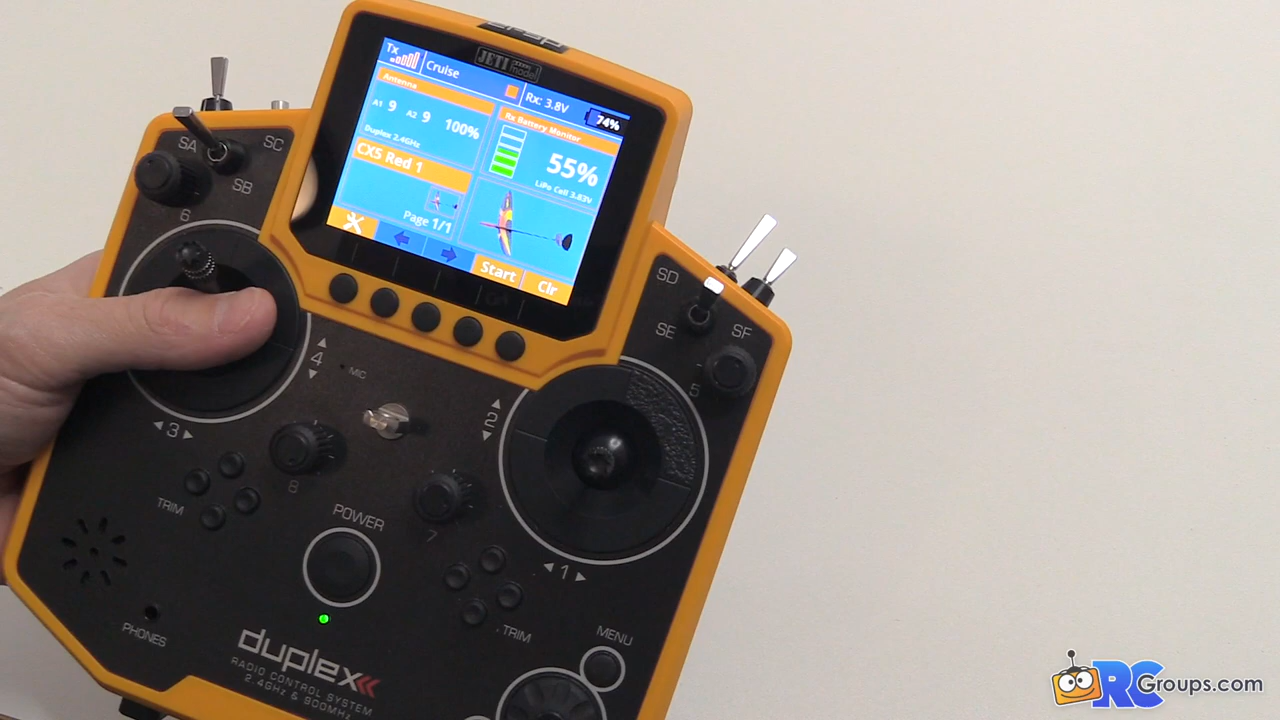 JETI model
Tx
Cruise
Rx: 3.8V
74%
Antenna
A1 9 A2 9 100%
Duplex 2.4GHz
Rx Battery Monitor
55%
LiPo Cell 3.83V
CX5 Red 1
Page 1/1
Start
Clr
SA
SC
SB
6
SD
SE
SF
5
4
MIC
3
2
8
7
1
TRIM
POWER
TRIM
PHONES
MENU
duplex
RADIO CONTROL SYSTEM
2.4GHz & 900MHz
RCGroups.com